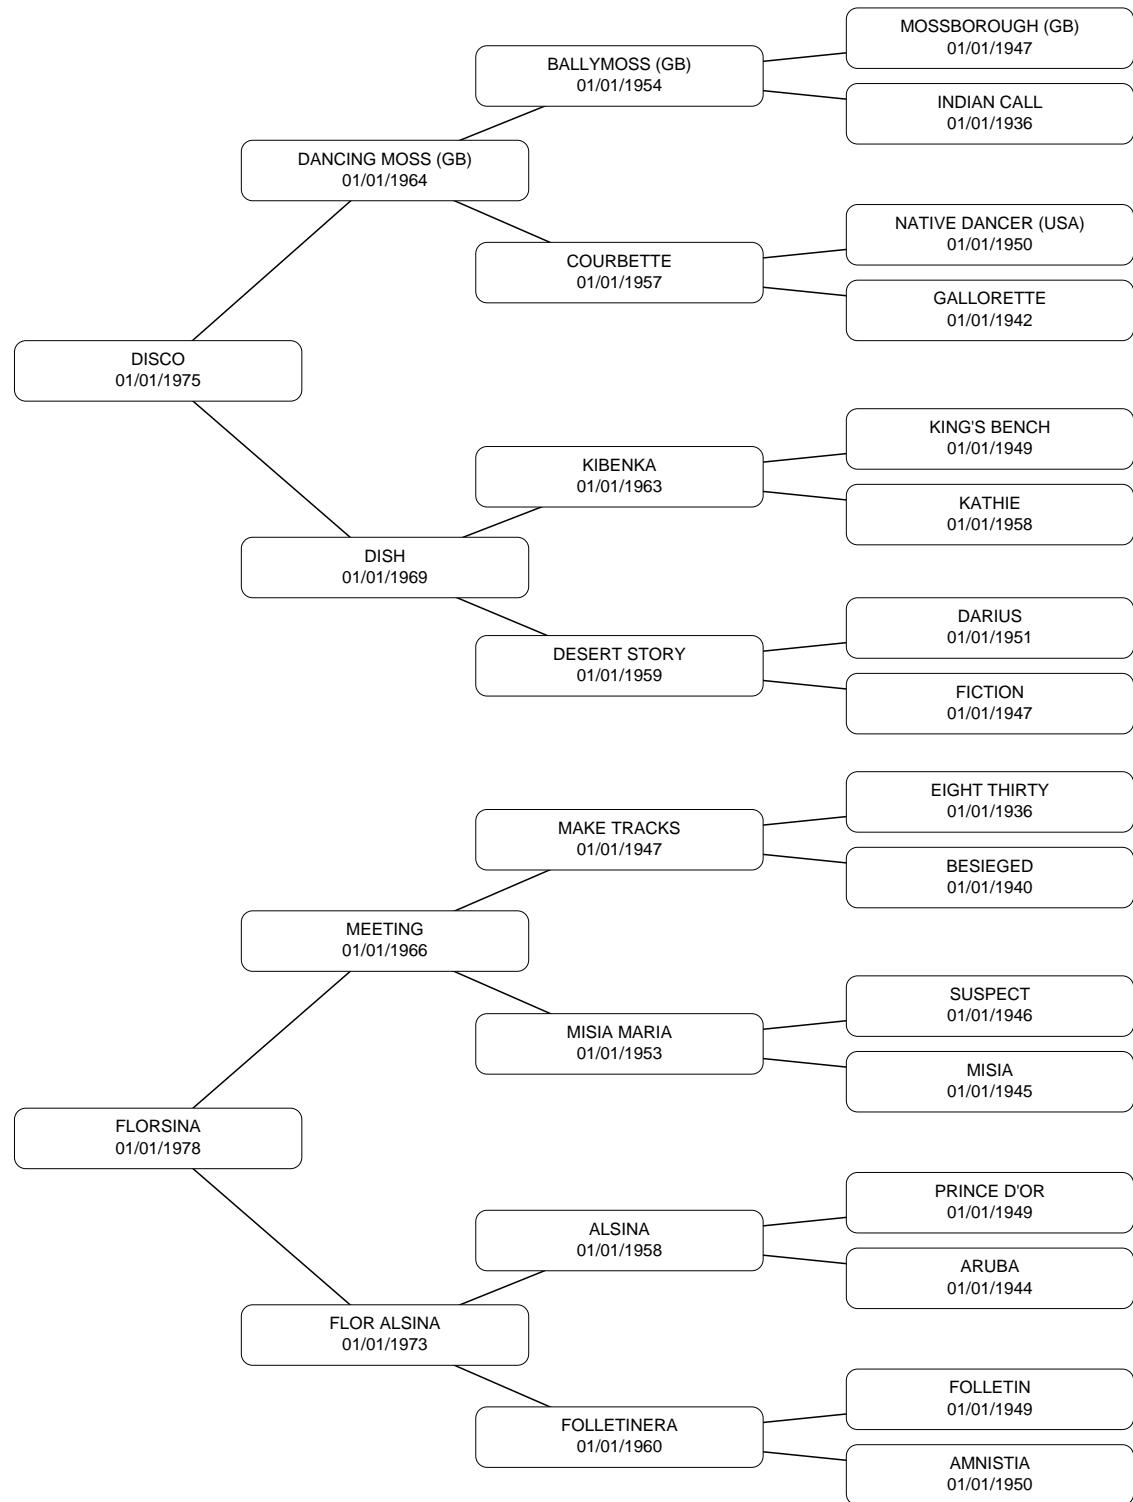 MOSSBOROUGH (GB)
01/01/1947
BALLYMOSS (GB)
01/01/1954
INDIAN CALL
01/01/1936
DANCING MOSS (GB)
01/01/1964
NATIVE DANCER (USA)
01/01/1950
COURBETTE
01/01/1957
GALLORETTE
01/01/1942
DISCO
01/01/1975
KING'S BENCH
01/01/1949
KIBENKA
01/01/1963
KATHIE
01/01/1958
DISH
01/01/1969
DARIUS
01/01/1951
DESERT STORY
01/01/1959
FICTION
01/01/1947
EIGHT THIRTY
01/01/1936
MAKE TRACKS
01/01/1947
BESIEGED
01/01/1940
MEETING
01/01/1966
SUSPECT
01/01/1946
MISIA MARIA
01/01/1953
MISIA
01/01/1945
FLORSINA
01/01/1978
PRINCE D'OR
01/01/1949
ALSINA
01/01/1958
ARUBA
01/01/1944
FLOR ALSINA
01/01/1973
FOLLETIN
01/01/1949
FOLLETINERA
01/01/1960
AMNISTIA
01/01/1950